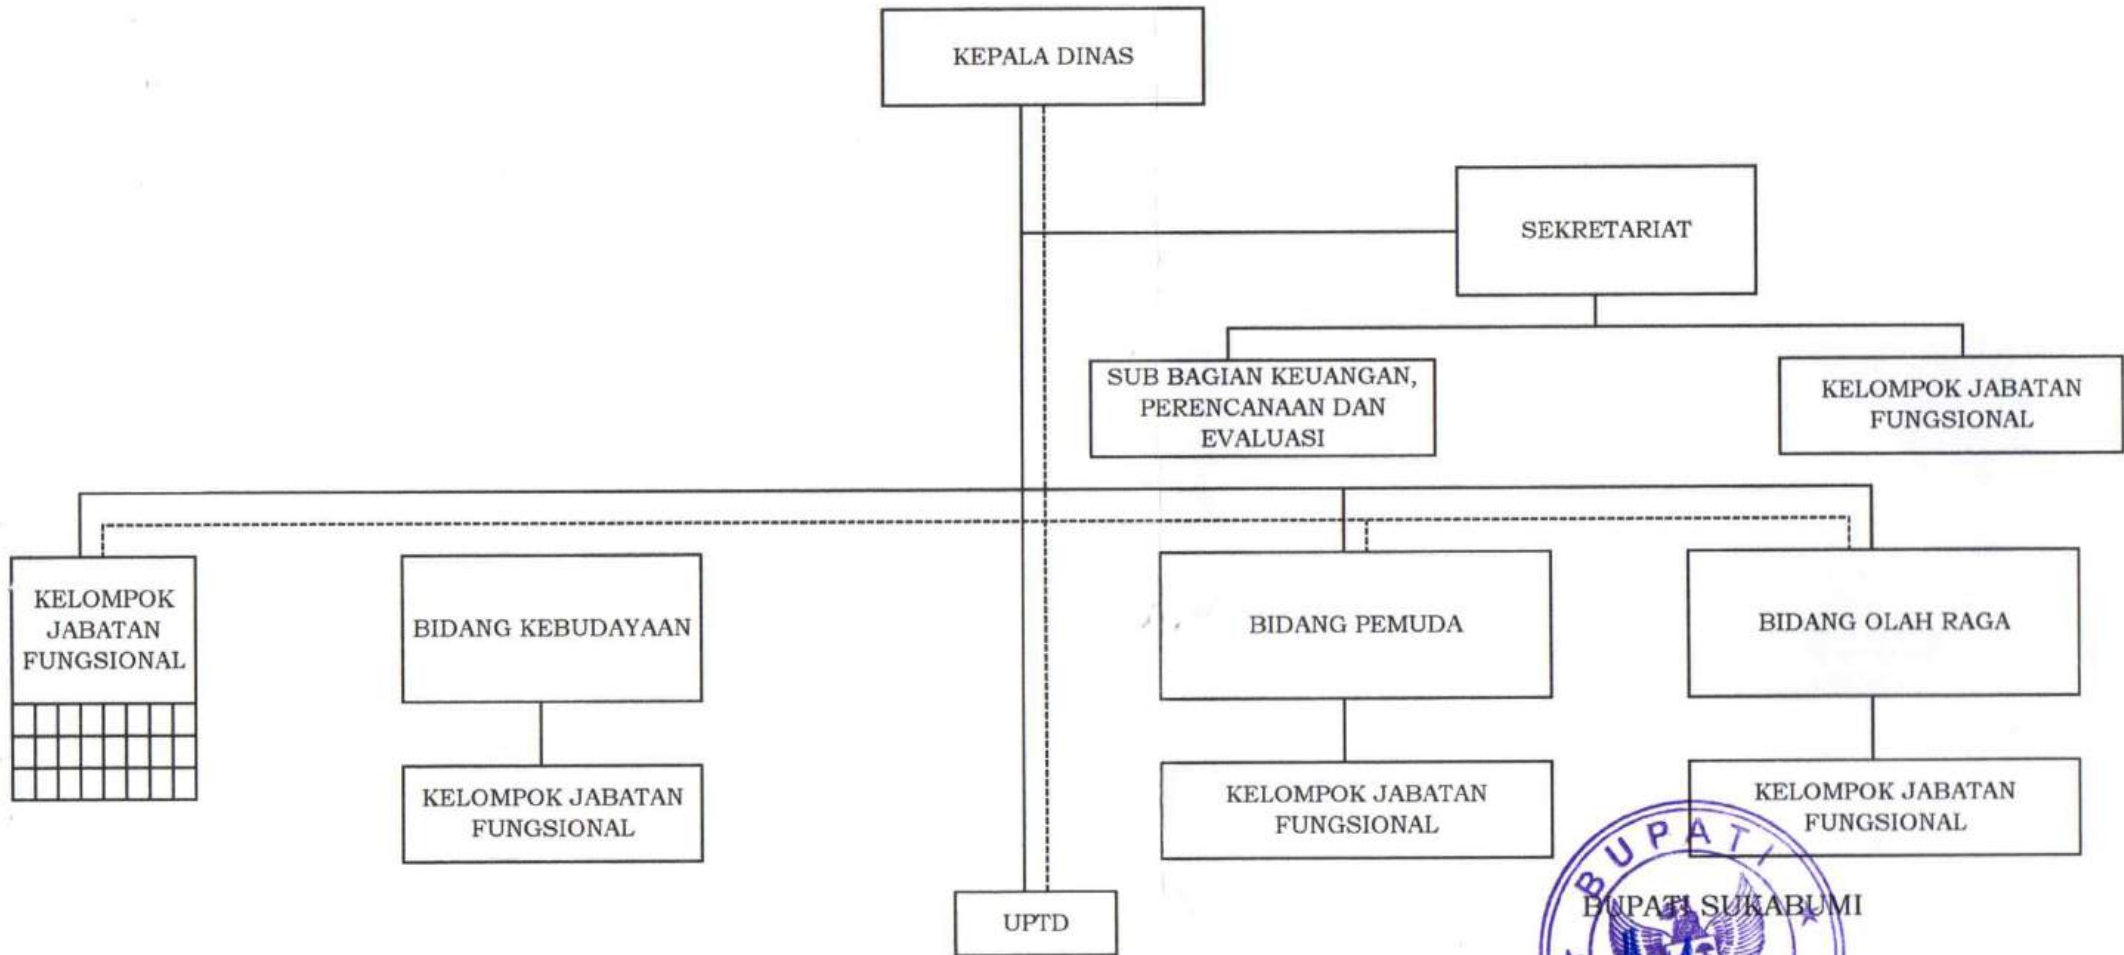 KEPALA DINAS
SEKRETARIAT
SUB BAGIAN KEUANGAN,
PERENCANAAN DAN
EVALUASI
KELOMPOK JABATAN
FUNGSIONAL
KELOMPOK
JABATAN
FUNGSIONAL
BIDANG KEBUDAYAAN
BIDANG PEMUDA
BIDANG OLAH RAGA
KELOMPOK JABATAN
FUNGSIONAL
KELOMPOK JABATAN
FUNGSIONAL
KELOMPOK JABATAN
FUNGSIONAL
UPTD
BUPATI
BUPATI SUKABUMI